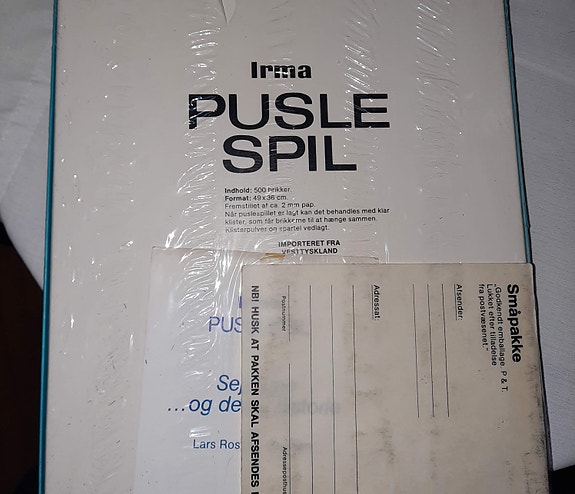 Irma
PUSLE
SPIL
Indhold: 500 brikker.
Format: 49 x 36 cm.
Fremstillet af ca. 2 mm pap.
Når puslespillet er lagt kan det behandles med klar
klister, som får brikkerne til at hænge sammen.
Klisterpulver og spartel vedlagt.
IMPORTERET FRA
VESTTYSKLAND
...og
Lars
Småpakke
Godkendt emballage P & T.
Lukket efter tilladelse
fra postvæsenet."
Afsender:
Adressat:
Postnummer
Adresseposthus
NB! HUSK AT PAKKEN SKAL AFSENDES